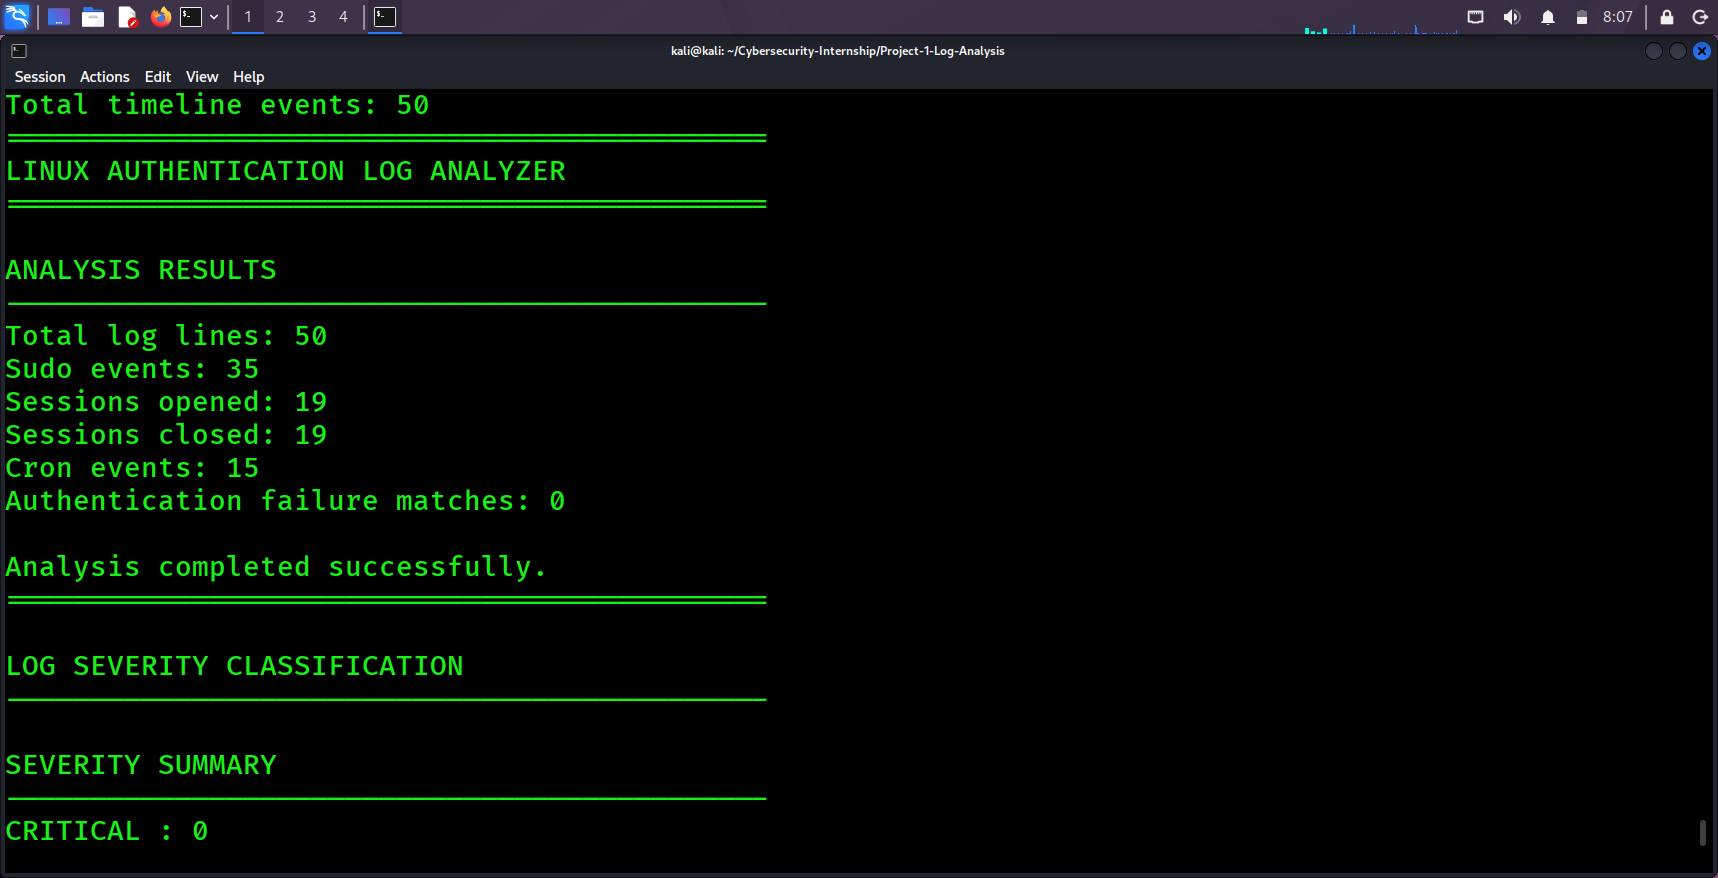 1 2 3 4 8:07
kali@kali: ~/Cybersecurity-Internship/Project-1-Log-Analysis
Session Actions Edit View Help
Total timeline events: 50
LINUX AUTHENTICATION LOG ANALYZER
ANALYSIS RESULTS
Total log lines: 50
Sudo events: 35
Sessions opened: 19
Sessions closed: 19
Cron events: 15
Authentication failure matches: 0
Analysis completed successfully.
LOG SEVERITY CLASSIFICATION
SEVERITY SUMMARY
CRITICAL : 0